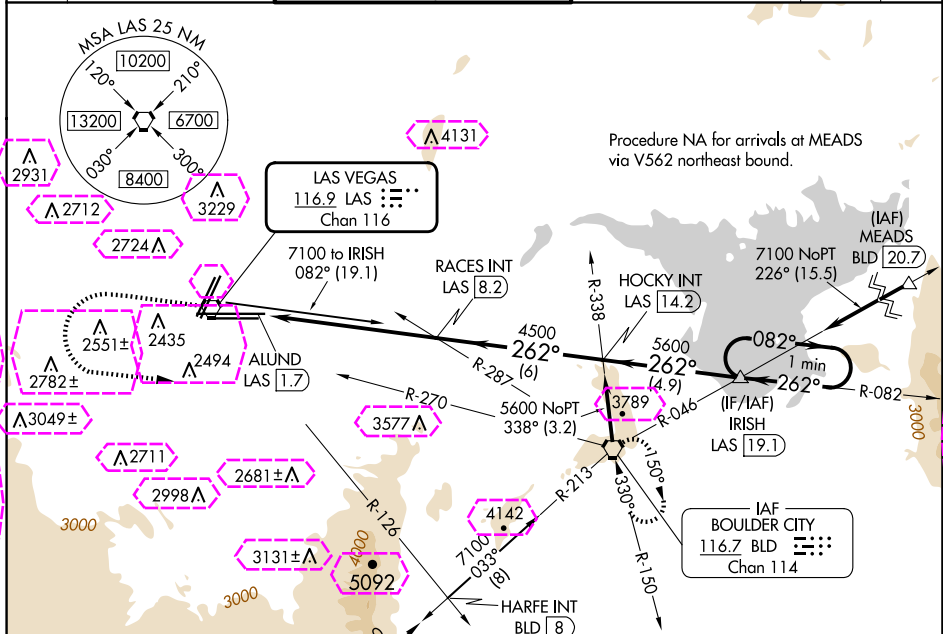 MSA LAS 25 NM
10200
120°
210°
13200
6700
030°
300°
8400
2931
2712
2724
3229
4131
Procedure NA for arrivals at MEADS
via V562 northeast bound.
LAS VEGAS
116.9 LAS
Chan 116
7100 to IRISH
082° (19.1)
RACES INT
LAS 8.2
HOCKY INT
LAS 14.2
7100 NoPT
226° (15.5)
(IAF)
MEADS
BLD 20.7
R-338
4500
262°
(6)
5600
262°
(4.9)
082°
1 min
262°
R-082
R-287
R-270
R-046
(IF/IAF)
IRISH
LAS 19.1
5600 NoPT
338° (3.2)
3789
3000
2551±
2435
2494
2782±
ALUND
LAS 1.7
3049±
3577
2711
2681±
2998
R-126
R-213
150°
330°
R-150
4142
7100
033°
(8)
IAF
BOULDER CITY
116.7 BLD
Chan 114
3000
3131±
4000
5092
3000
HARFE INT
BLD 8